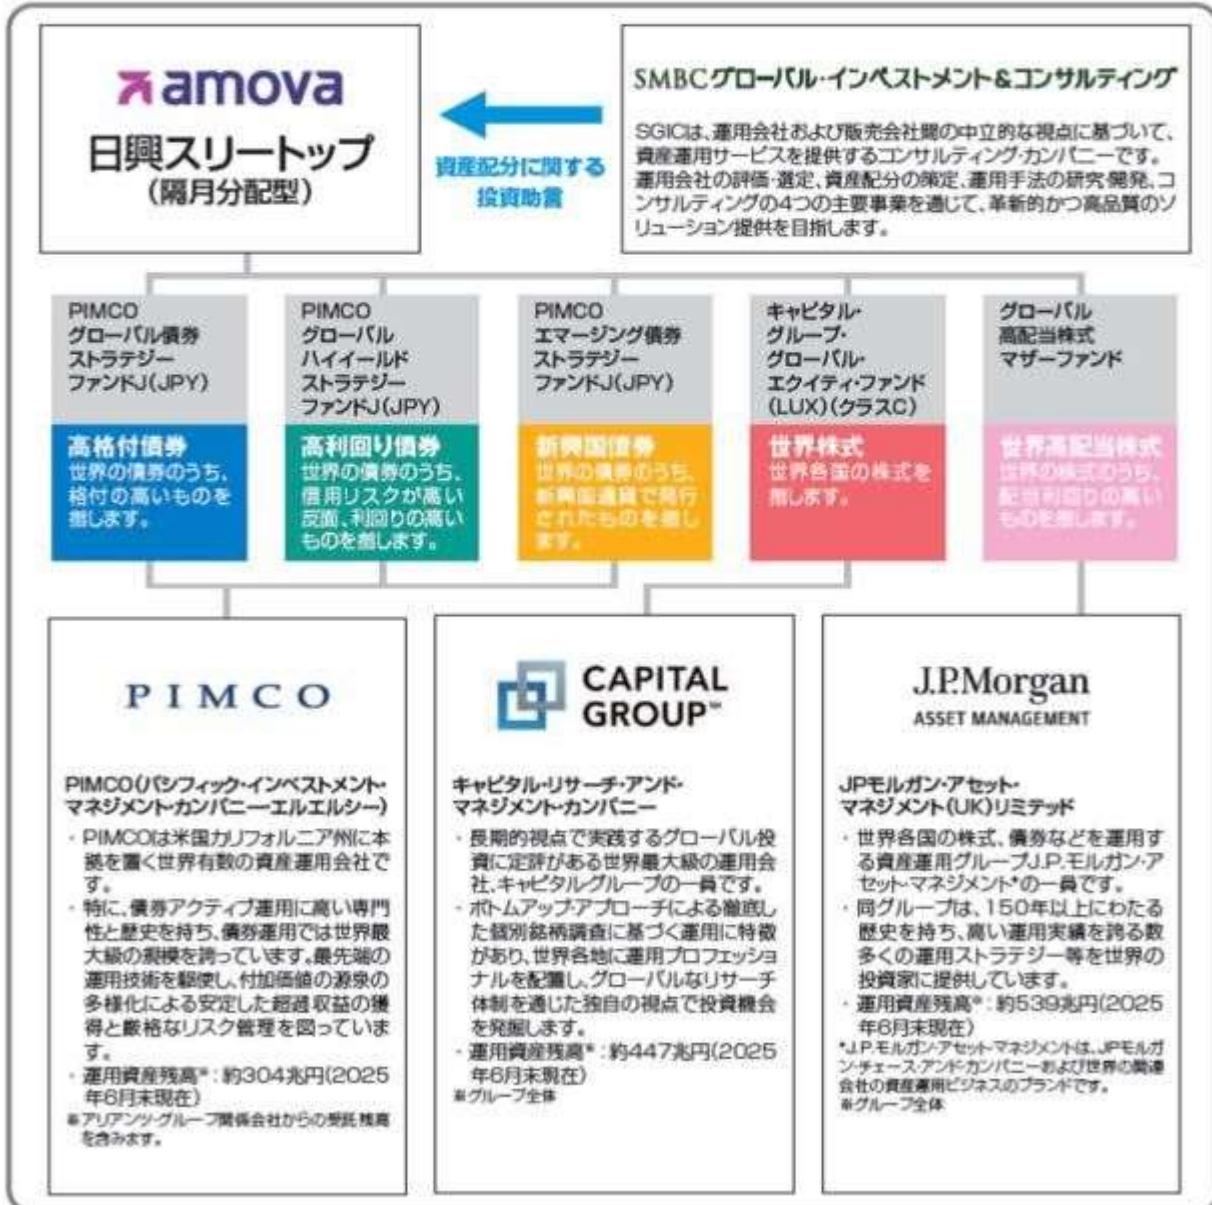 amova
日興スリートップ
(隔月分配型)
資産配分に関する
投資助言
SMBCグローバル・インベストメント&コンサルティング
SGICは、運用会社および販売会社間の中立的な視点に基づいて、
資産運用サービスを提供するコンサルティング・カンパニーです。
運用会社の評価・選定、資産配分の策定、運用手法の研究・開発、コ
ンサルティングの4つの主要事業を通じて、革新的かつ高品質のソ
リューション提供を目指します。
PIMCO
グローバル債券
ストラテジー
ファンドJ(JPY)
高格付債券
世界の債券のうち、
格付の高いものを
指します。
PIMCO
グローバル
ハイイールド
ストラテジー
ファンドJ(JPY)
高利回り債券
世界の債券のうち、
信用リスクが高い
反面、利回りの高い
ものを指します。
PIMCO
エマージング債券
ストラテジー
ファンドJ(JPY)
新興国債券
世界の債券のうち、
新興国通貨で発行
されたものを指し
ます。
キャピタル・
グループ・
グローバル・
エクイティ・ファンド
(LUX)(クラスC)
世界株式
世界各国の株式を
指します。
グローバル
高配当株式
マザーファンド
世界高配当株式
世界の株式のうち、
配当利回りの高い
ものを指します。
PIMCO
PIMCO(パシフィック・インベストメント・
マネジメント・カンパニー・エルエルシー)
・PIMCOは米国カリフォルニア州に本
拠を置く世界有数の資産運用会社で
す。
・特に、債券アクティブ運用に高い専門
性と歴史を持ち、債券運用では世界最
大級の規模を誇っています。最先端の
運用技術を駆使し、付加価値の源泉の
多様化による安定した超過収益の獲
得と厳格なリスク管理を図っていま
す。
・運用資産残高※:約304兆円(2025
年6月末現在)
※アリアンツ・グループ関係会社からの受託残高
を含みます。
CAPITAL
GROUP℠
キャピタル・リサーチ・アンド・
マネジメント・カンパニー
・長期的視点で実践するグローバル投
資に定評がある世界最大級の運用会
社、キャピタルグループの一員です。
・ボトムアップ・アプローチによる徹底し
た個別銘柄調査に基づく運用に特徴
があり、世界各地に運用プロフェッショ
ナルを配置し、グローバルなリサーチ
体制を通じた独自の視点で投資機会
を発掘します。
・運用資産残高※:約447兆円(2025
年6月末現在)
※グループ全体
J.P.Morgan
ASSET MANAGEMENT
JPモルガン・アセット・
マネジメント(UK)リミテッド
・世界各国の株式、債券などを運用す
る資産運用グループJ.P.モルガン・ア
セット・マネジメント*の一員です。
・同グループは、150年以上にわたる
歴史を持ち、高い運用実績を誇る数
多くの運用ストラテジー等を世界の
投資家に提供しています。
・運用資産残高※:約539兆円(2025
年6月末現在)
*J.P.モルガン・アセット・マネジメントは、JPモルガ
ン・チェース・アンド・カンパニーおよび世界の関連
会社の資産運用ビジネスのブランドです。
※グループ全体